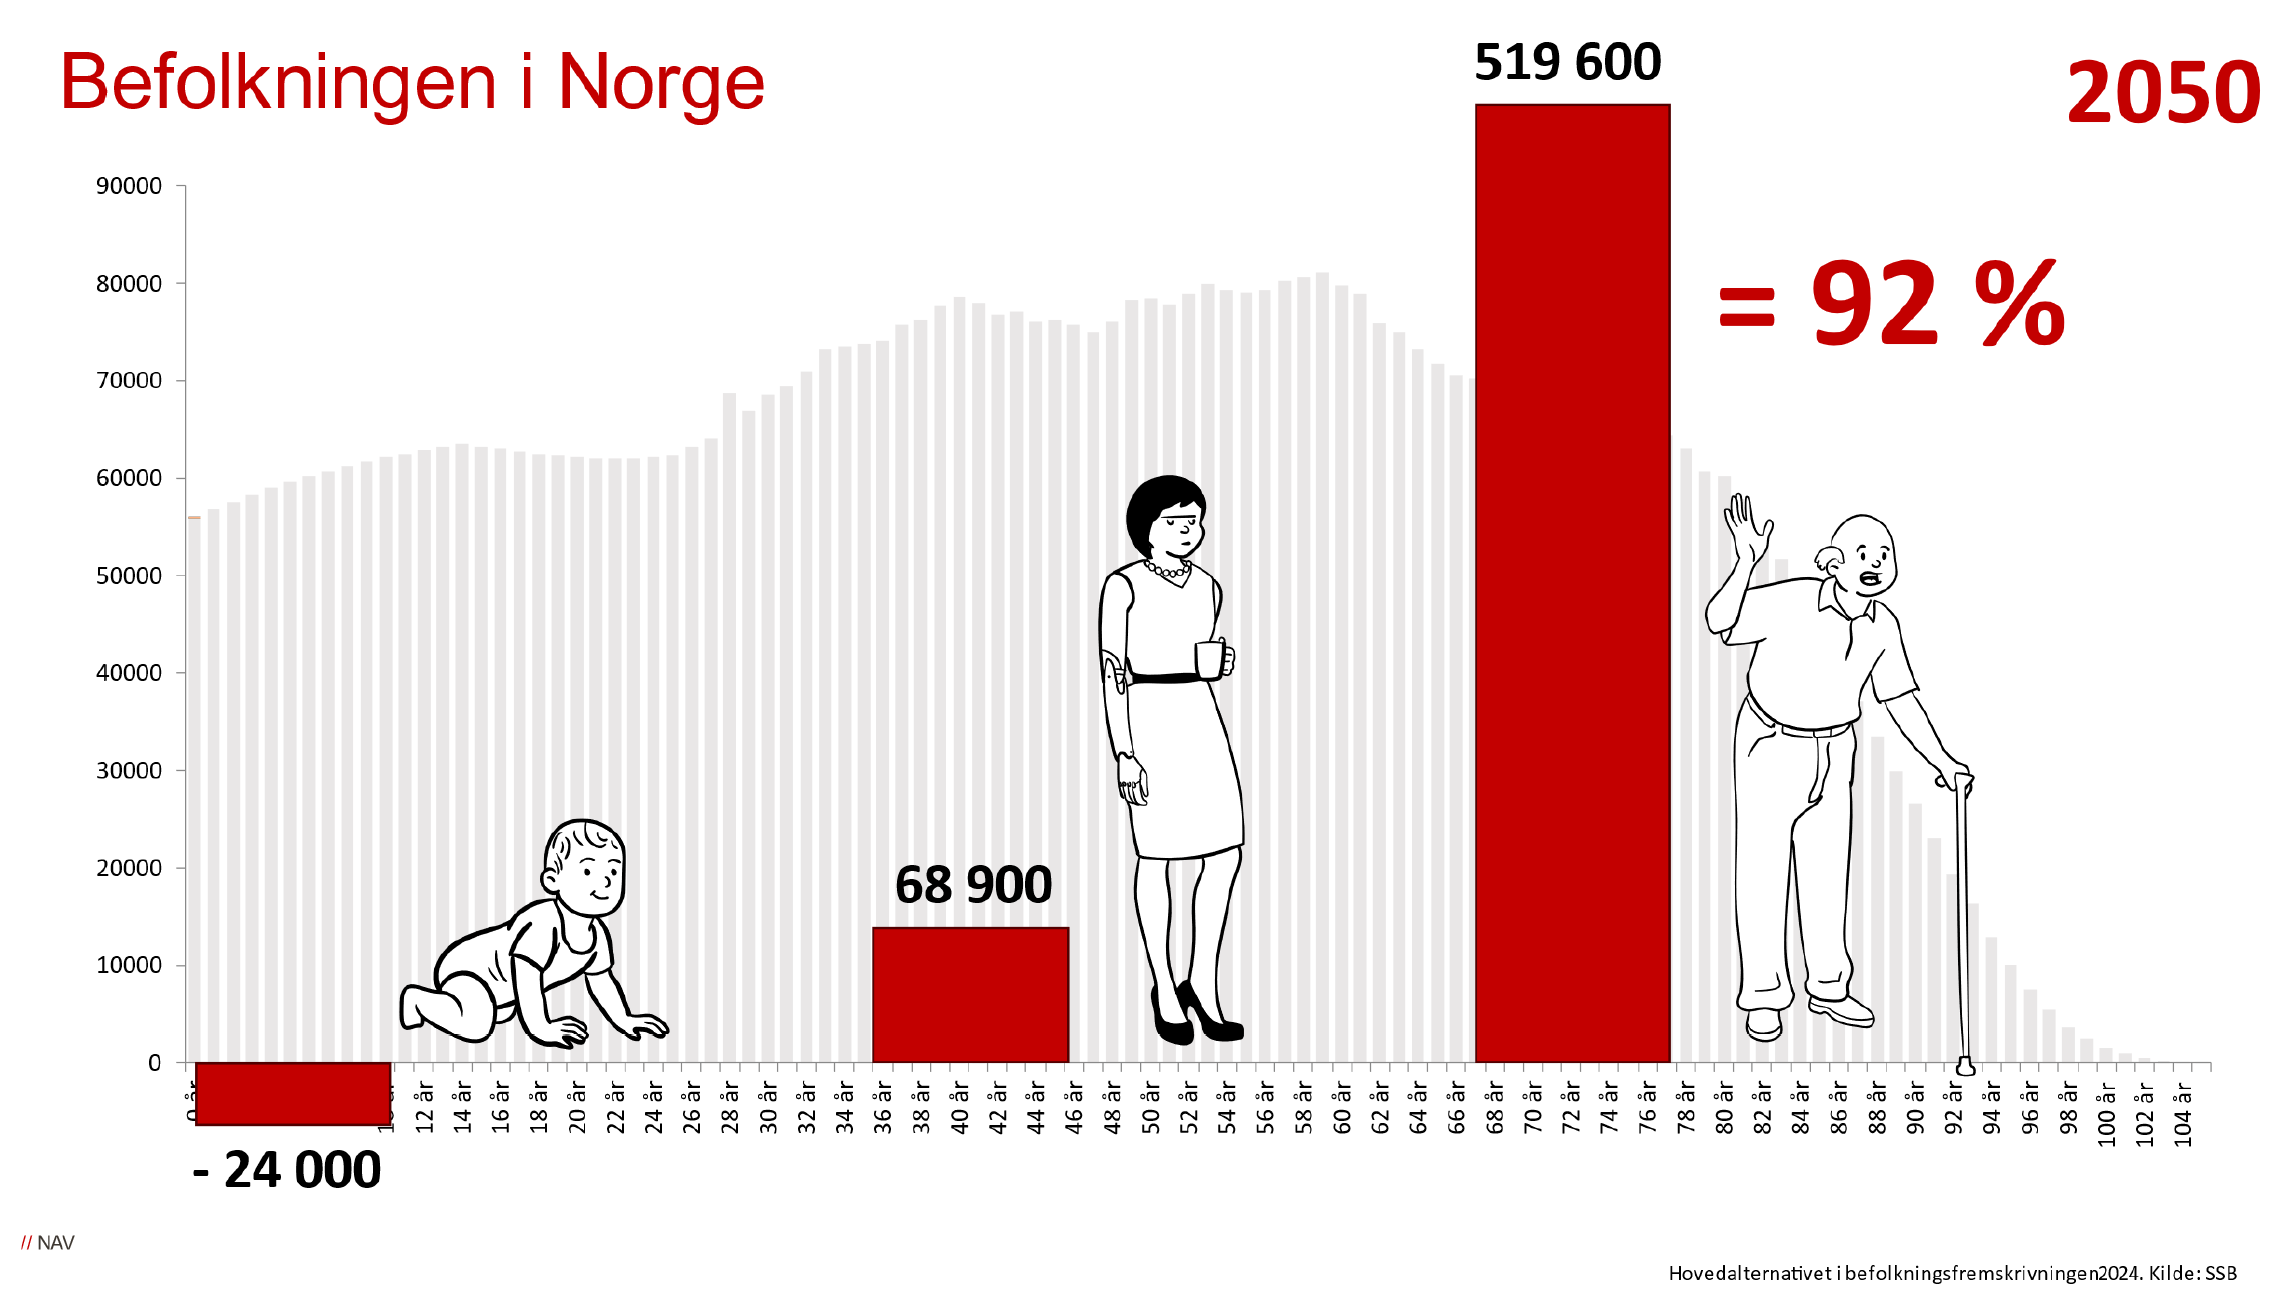 Befolkningen i Norge
519 600
2050
90000
= 92 %
80000
70000
60000
50000
40000
30000
20000
68 900
10000
0
12 år 14 år 16 år 18 år 20 år 22 år 24 år 26 år 28 år 30 år 32 år 34 år 36 år 38 år 40 år 42 år 44 år 46 år 48 år 50 år 52 år 54 år 56 år 58 år 60 år 62 år 64 år 66 år 68 år 70 år 72 år 74 år 76 år 78 år 80 år 82 år 84 år 86 år 88 år 90 år 92 år 94 år 96 år 98 år 100 år 102 år 104 år
- 24 000
// NAV
Hovedalternativet i befolkningsfremskrivningen2024. Kilde: SSB